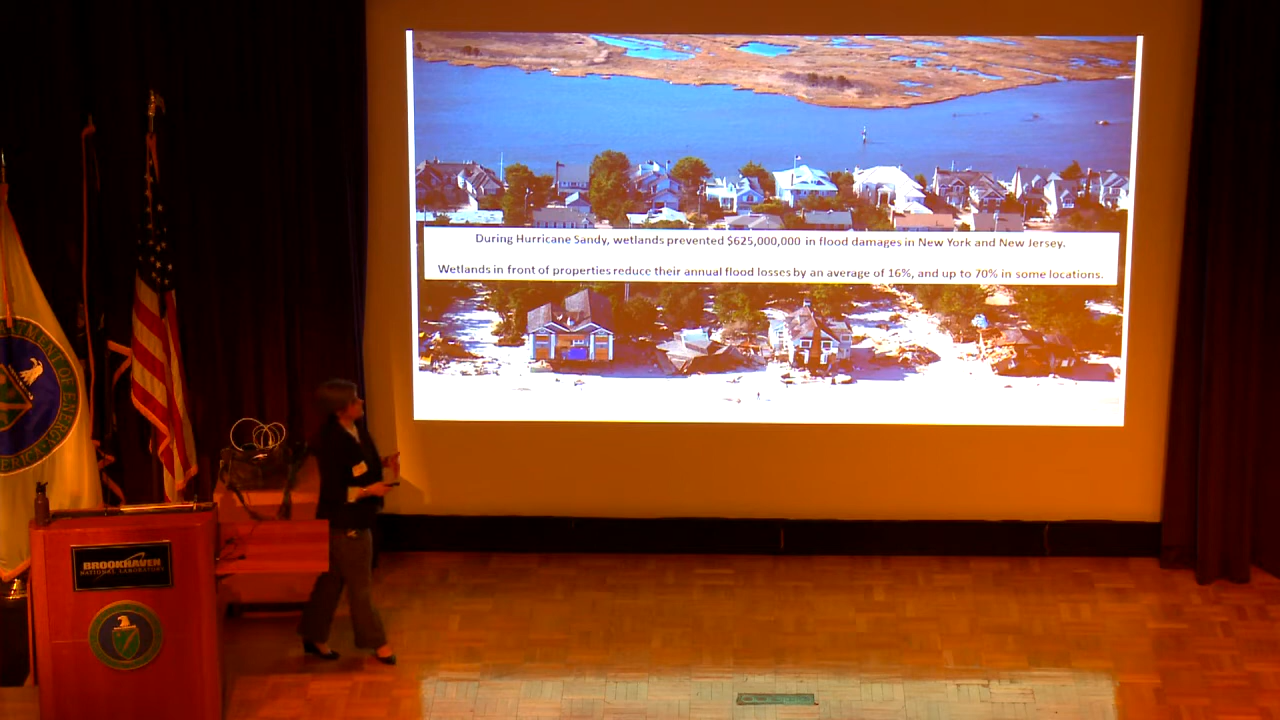 During Hurricane Sandy, wetlands prevented $625,000,000 in flood damages in New York and New Jersey.
Wetlands in front of properties reduce their annual flood losses by an average of 16%, and up to 70% in some locations.
BROOKHAVEN
NATIONAL LABORATORY